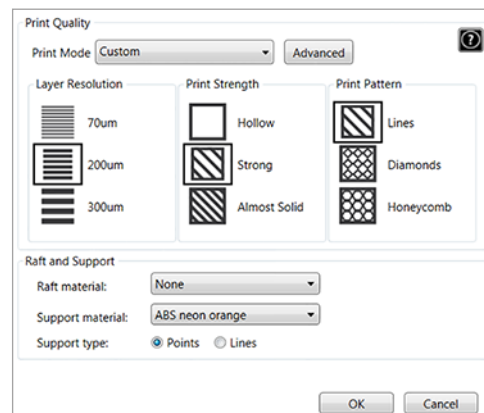 Print Quality
?
Print Mode Custom Advanced
Layer Resolution Print Strength Print Pattern
70um Hollow Lines
200um Strong Diamonds
300um Almost Solid Honeycomb
Raft and Support
Raft material: None
Support material: ABS neon orange
Support type: Points Lines
OK Cancel